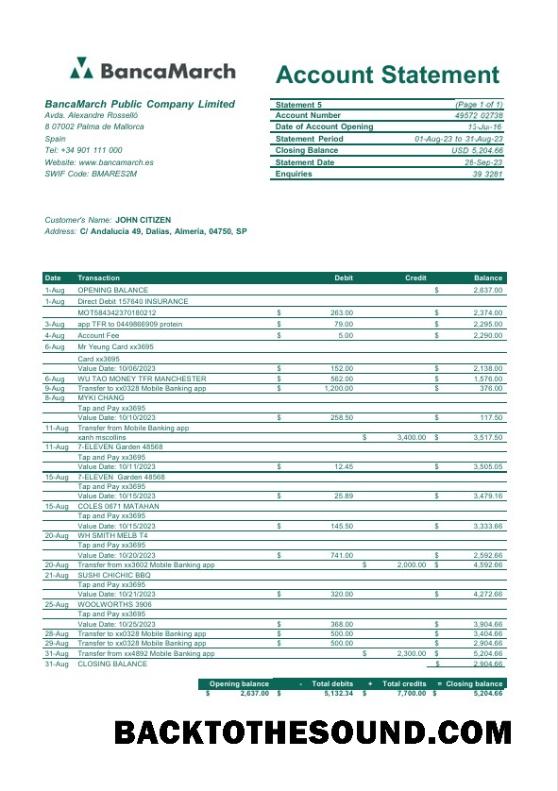 BancaMarch
Account Statement
BancaMarch Public Company Limited
Avda. Alexandre Rosselló
8 07002 Palma de Mallorca
Spain
Tel: +34 901 111 000
Website: www.bancamarch.es
SWIF Code: BMARES2M
Statement 5 (Page 1 of 1)
Account Number 49572 02738
Date of Account Opening 13-Ju-16
Statement Period 01-Aug-23 to 31-Aug-23
Closing Balance USD 5,204.66
Statement Date 28-Sep-23
Enquiries 39 3281
Customer's Name: JOHN CITIZEN
Address: C/ Andalucia 49, Dalias, Almeria, 04750, SP
Date Transaction Debit Credit Balance
1-Aug OPENING BALANCE $ 2,637.00
1-Aug Direct Debit 157640 INSURANCE
MOT584342370180212 $ 263.00 $ 2,374.00
3-Aug app TFR to 0449866909 protein $ 79.00 $ 2,295.00
4-Aug Account Fee $ 5.00 $ 2,290.00
6-Aug Mr Yeung Card xx3695
Card xx3695
Value Date: 10/06/2023 $ 152.00 $ 2,138.00
6-Aug WU TAO MONEY TFR MANCHESTER $ 562.00 $ 1,576.00
9-Aug Transfer to xx0328 Mobile Banking app $ 1,200.00 $ 376.00
8-Aug MYKI CHANG
Tap and Pay xx3695
Value Date: 10/10/2023 $ 258.50 $ 117.50
11-Aug Transfer from Mobile Banking app
xanh mscollins $ 3,400.00 $ 3,517.50
11-Aug 7-ELEVEN Garden 48568
Tap and Pay xx3695
Value Date: 10/11/2023 $ 12.45 $ 3,505.05
15-Aug 7-ELEVEN Garden 48568
Tap and Pay xx3695
Value Date: 10/15/2023 $ 25.89 $ 3,479.16
15-Aug COLES 0671 MATAHAN
Tap and Pay xx3695
Value Date: 10/15/2023 $ 145.50 $ 3,333.66
20-Aug WH SMITH MELB T4
Tap and Pay xx3695
Value Date: 10/20/2023 $ 741.00 $ 2,592.66
20-Aug Transfer from xx3602 Mobile Banking app $ 2,000.00 $ 4,592.66
21-Aug SUSHI CHICHIC BBQ
Tap and Pay xx3695
Value Date: 10/21/2023 $ 320.00 $ 4,272.66
25-Aug WOOLWORTHS 3906
Tap and Pay xx3695
Value Date: 10/25/2023 $ 368.00 $ 3,904.66
28-Aug Transfer to xx0328 Mobile Banking app $ 500.00 $ 3,404.66
29-Aug Transfer to xx0328 Mobile Banking app $ 500.00 $ 2,904.66
31-Aug Transfer from xx4892 Mobile Banking app $ 2,300.00 $ 5,204.66
31-Aug CLOSING BALANCE $ 2,904.66
Opening balance - Total debits + Total credits = Closing balance
$ 2,637.00 $ 5,132.34 $ 7,700.00 $ 5,204.66
BACKTOTHESOUND.COM